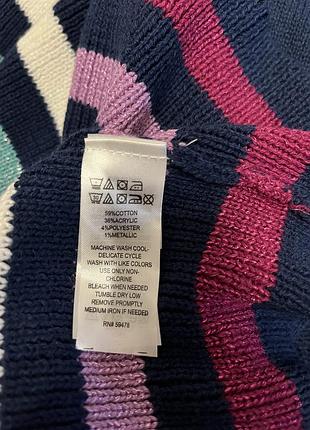 59%COTTON
36%ACRYLIC
4%POLYESTER
1%METALLIC
MACHINE WASH COOL-
DELICATE CYCLE
WASH WITH LIKE COLORS
USE ONLY NON-
CHLORINE
BLEACH WHEN NEEDED
TUMBLE DRY LOW
REMOVE PROMPTLY
MEDIUM IRON IF NEEDED
RN# 59478